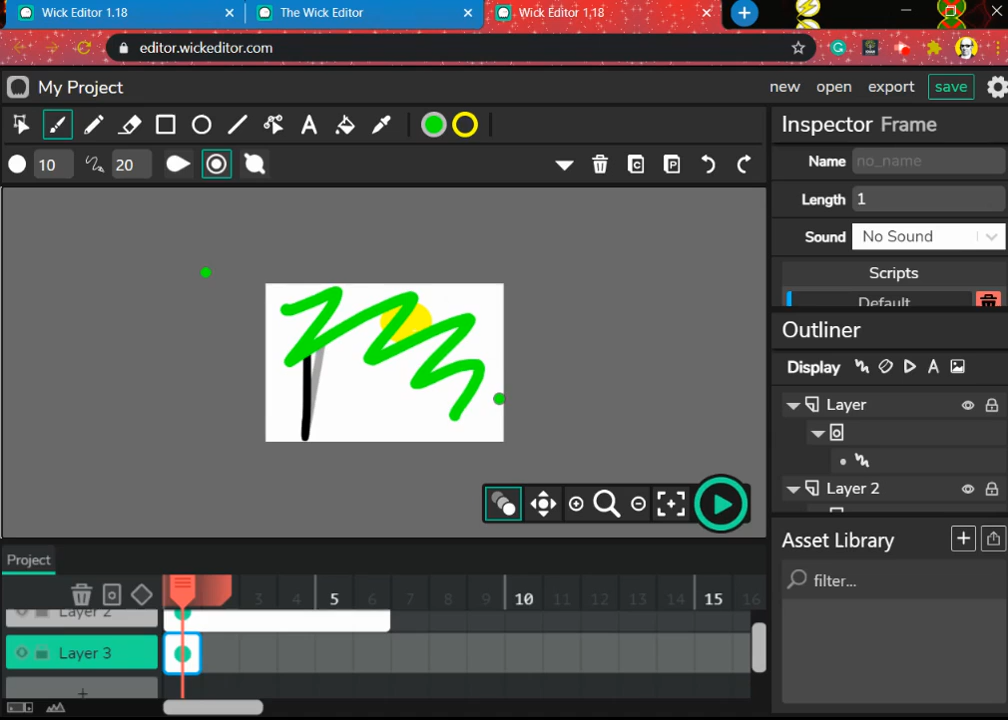 Wick Editor 1.18
The Wick Editor
Wick Editor 1.18
editor.wickeditor.com
My Project
new open export save
10 20
Inspector Frame
Name no_name
Length 1
Sound No Sound
Scripts
Default
Outliner
Display
Layer
Layer 2
Asset Library
filter...
Project
3 4 5 6 7 8 9 10 11 12 13 14 15 16
Layer 2
Layer 3